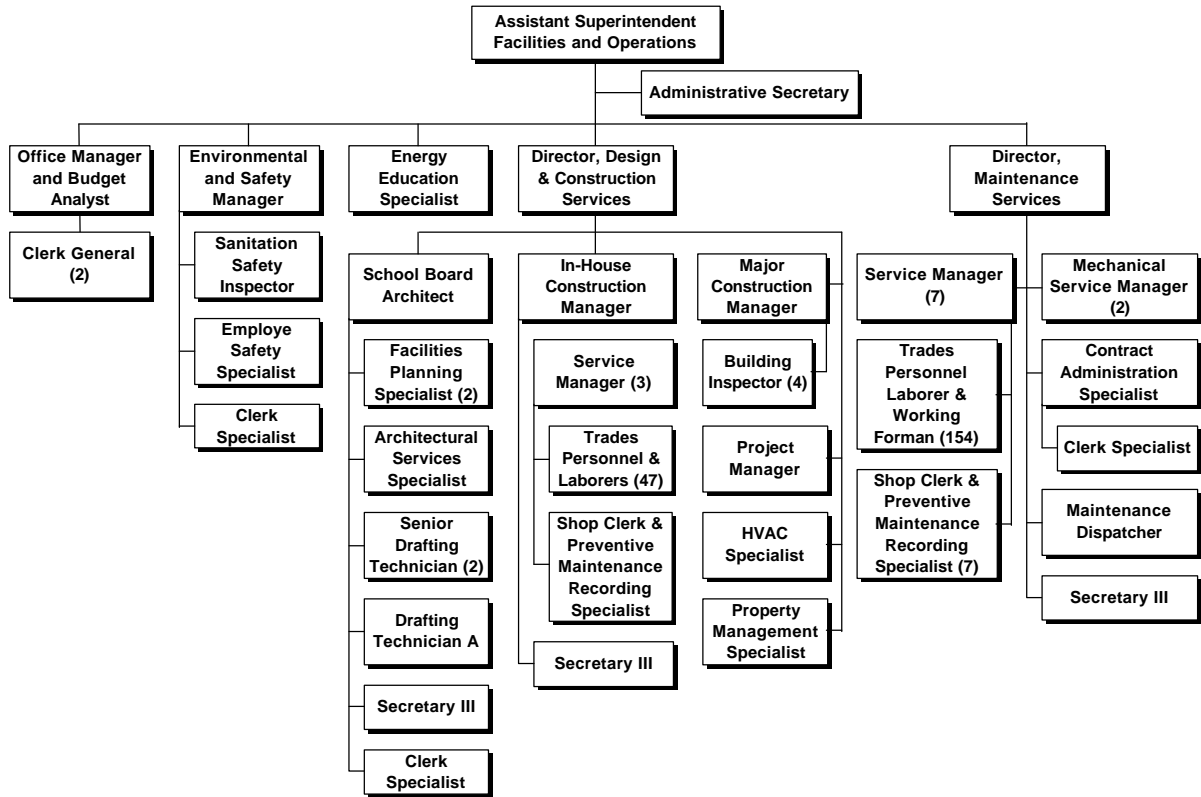 Assistant Superintendent
Facilities and Operations
Administrative Secretary
Office Manager
and Budget
Analyst
Clerk General
(2)
Environmental
and Safety
Manager
Sanitation
Safety
Inspector
Employe
Safety
Specialist
Clerk
Specialist
Energy
Education
Specialist
Director, Design
& Construction
Services
School Board
Architect
Facilities
Planning
Specialist (2)
Architectural
Services
Specialist
Senior
Drafting
Technician (2)
Drafting
Technician A
Secretary III
Clerk
Specialist
In-House
Construction
Manager
Service
Manager (3)
Trades
Personnel &
Laborers (47)
Shop Clerk &
Preventive
Maintenance
Recording
Specialist
Secretary III
Major
Construction
Manager
Building
Inspector (4)
Project
Manager
HVAC
Specialist
Property
Management
Specialist
Director,
Maintenance
Services
Service Manager
(7)
Trades
Personnel
Laborer &
Working
Forman (154)
Shop Clerk &
Preventive
Maintenance
Recording
Specialist (7)
Mechanical
Service Manager
(2)
Contract
Administration
Specialist
Clerk Specialist
Maintenance
Dispatcher
Secretary III